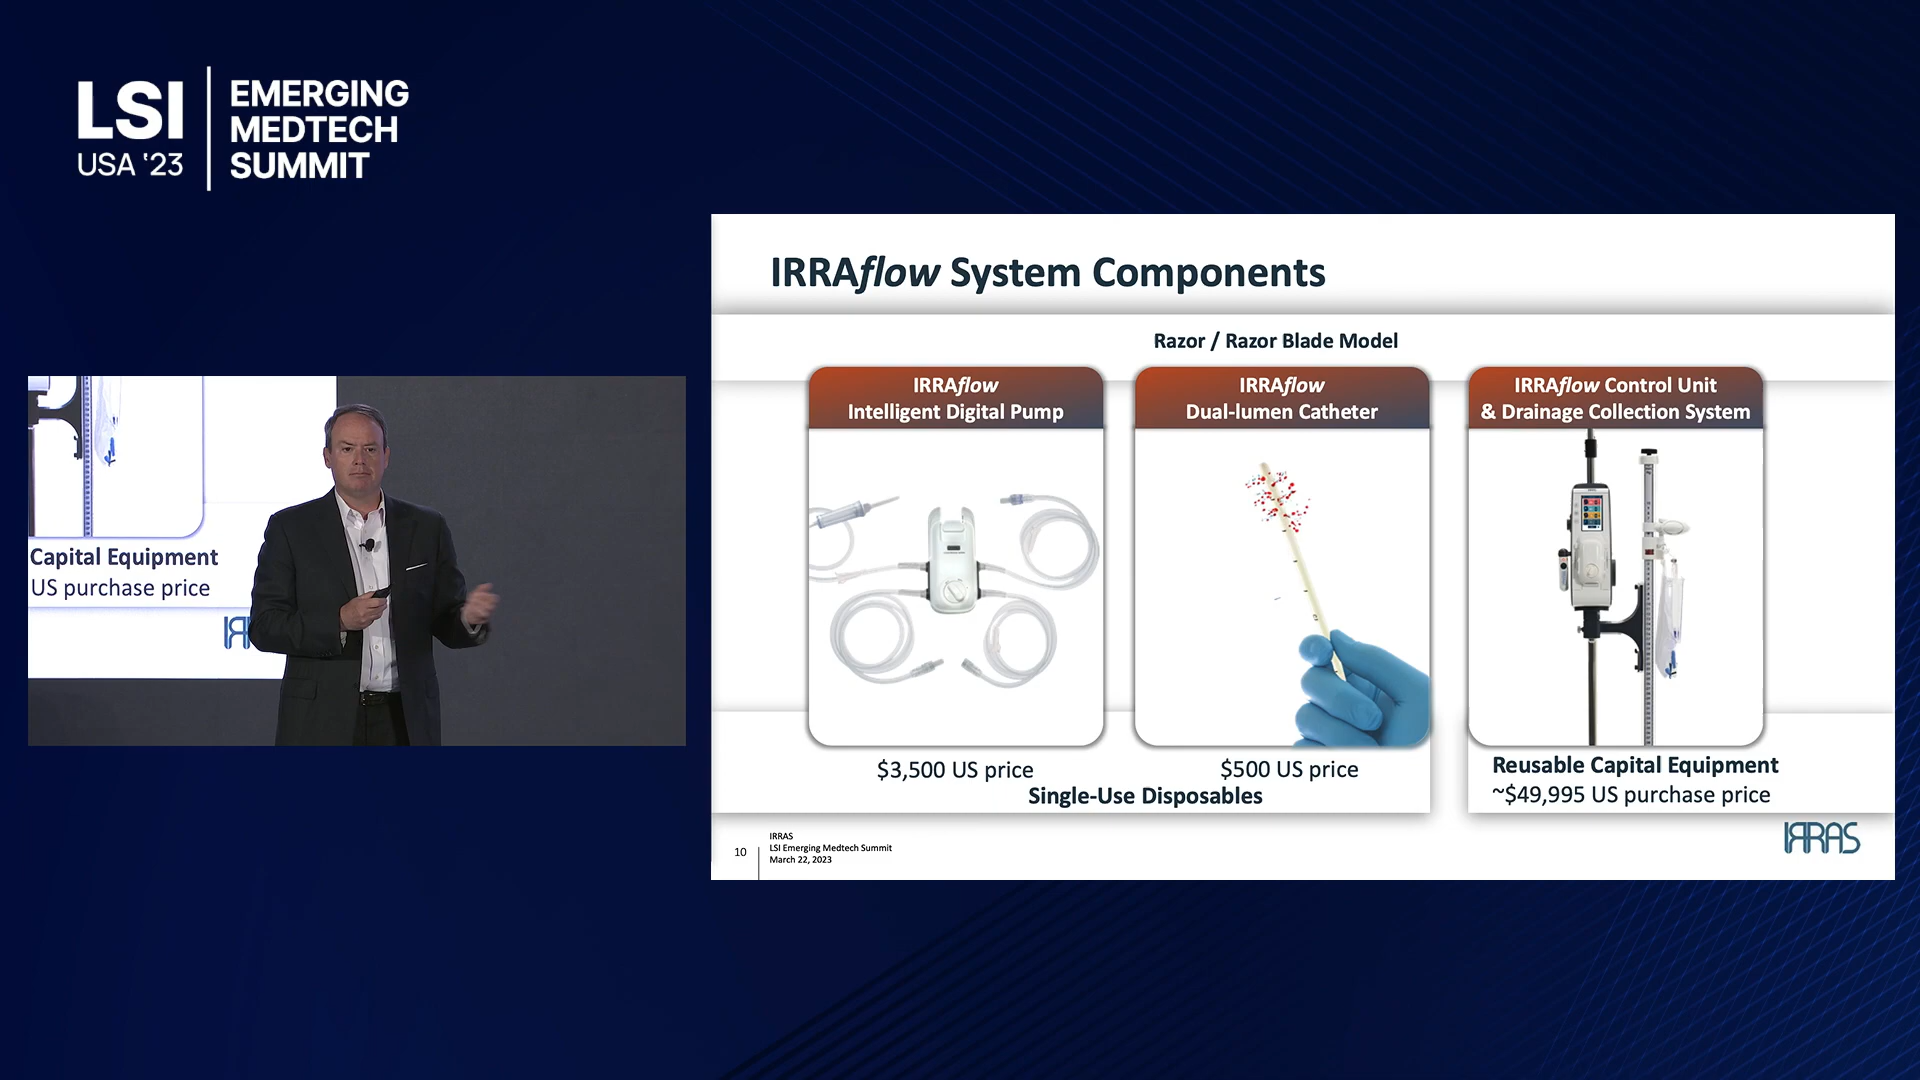 LSI
USA '23
EMERGING
MEDTECH
SUMMIT
Capital Equipment
US purchase price
IRRAflow System Components
Razor / Razor Blade Model
IRRAflow
Intelligent Digital Pump
IRRAflow
Dual-lumen Catheter
IRRAflow Control Unit
& Drainage Collection System
$3,500 US price
$500 US price
Single-Use Disposables
Reusable Capital Equipment
~$49,995 US purchase price
10
IRRAS
LSI Emerging Medtech Summit
March 22, 2023
IRRAS